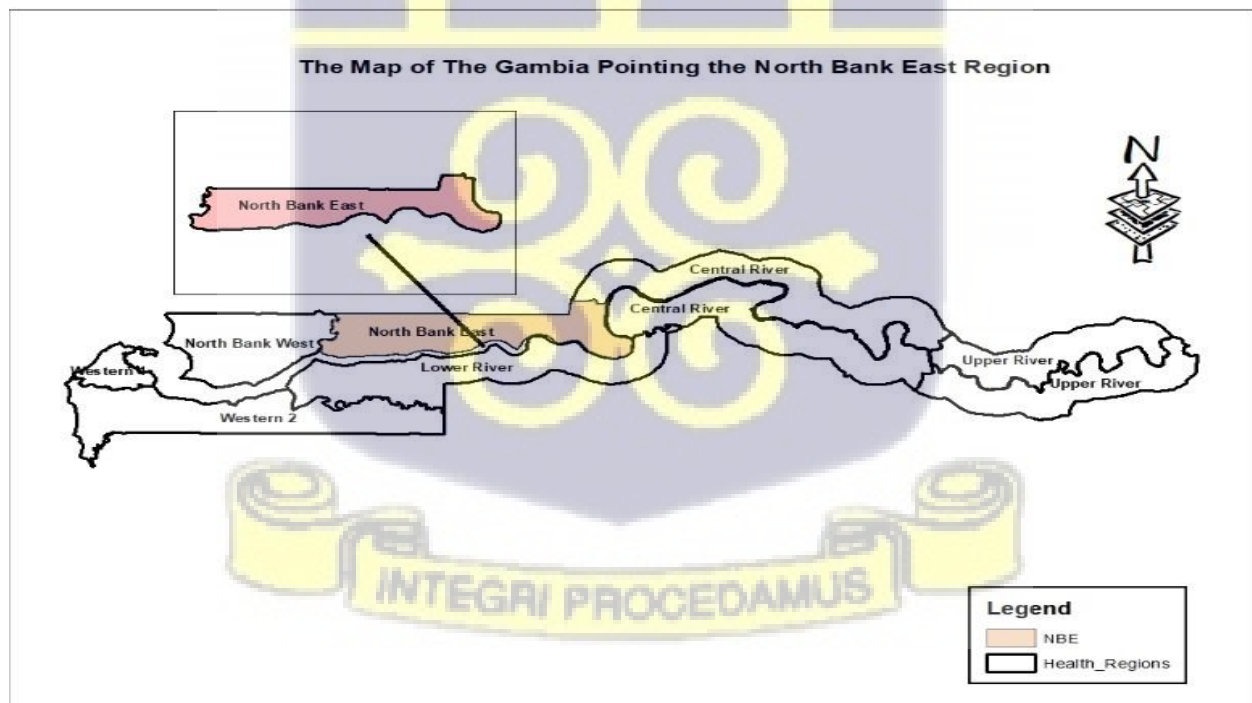 The Map of The Gambia Pointing the North Bank East Region
N
North Bank East
Central River
Central River
North Bank East
North Bank West
Lower River
Upper River
Upper River
Western 2
INTEGRI PROCEDAMUS
Legend
NBE
Health_Regions